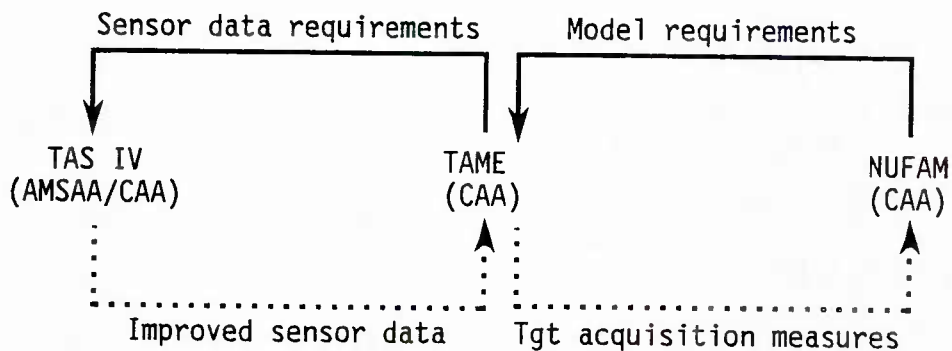 Sensor data requirements
Model requirements
TAS IV
(AMSAA/CAA)
TAME
(CAA)
NUFAM
(CAA)
Improved sensor data
Tgt acquisition measures